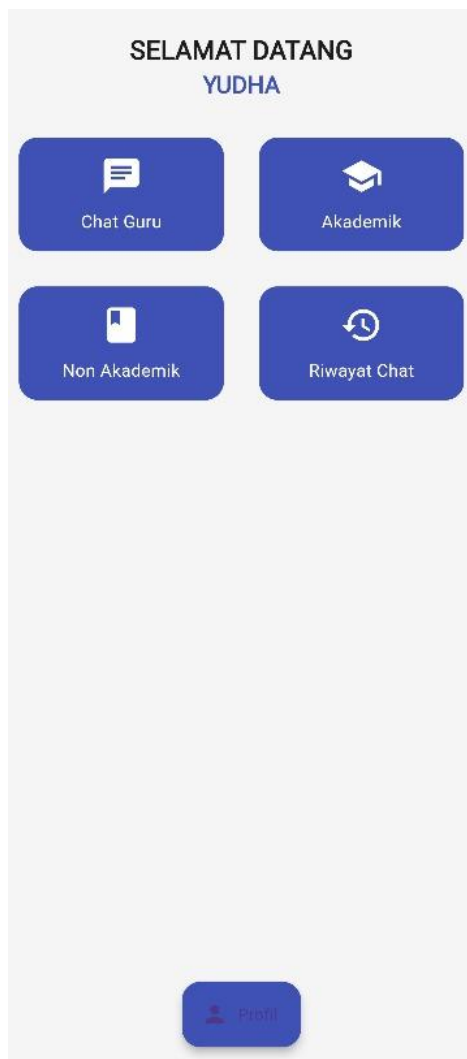 SELAMAT DATANG
YUDHA
Chat Guru
Akademik
Non Akademik
Riwayat Chat
Profil